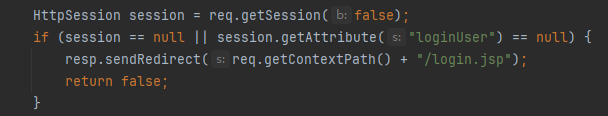 HttpSession session = req.getSession( b: false);
if (session == null || session.getAttribute( s: "loginUser") == null) {
    resp.sendRedirect( s: req.getContextPath() + "/login.jsp");
    return false;
}